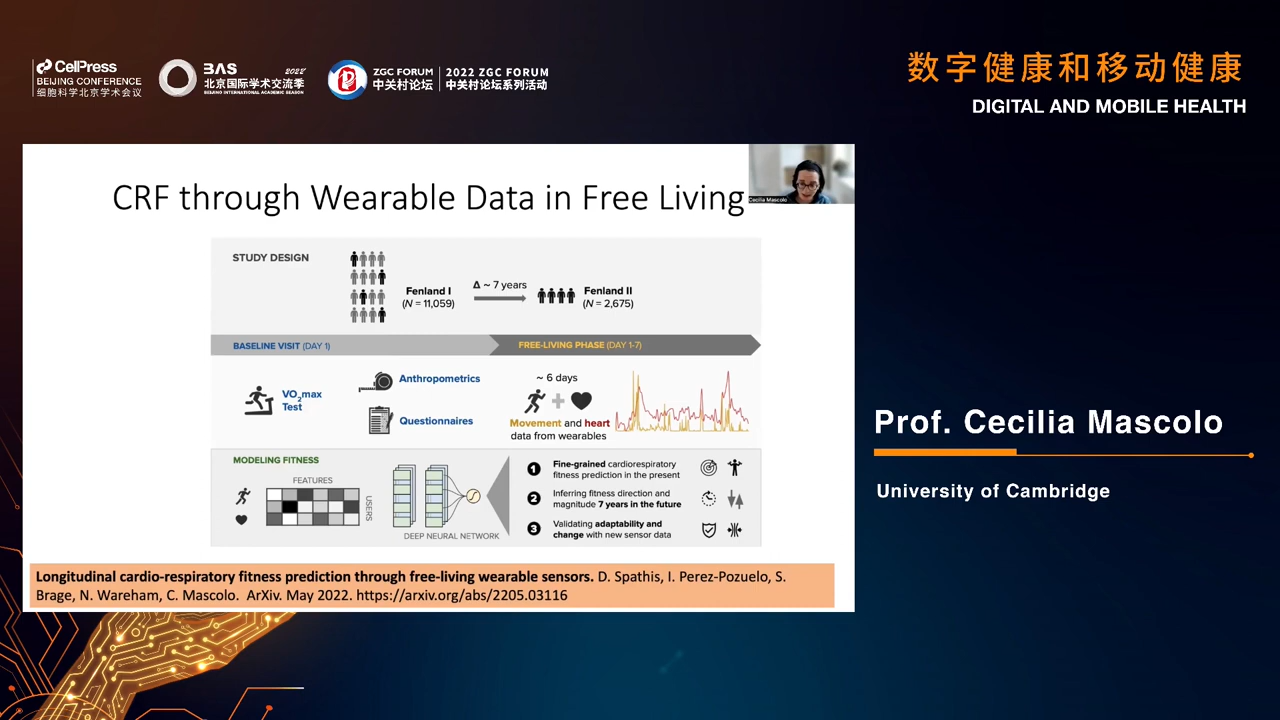 CellPress
BEIJING CONFERENCE
细胞科学北京学术会议
BAS 2022
北京国际学术交流季
BEIJING INTERNATIONAL ACADEMIC SEASON
ZGC FORUM
中关村论坛
2022 ZGC FORUM
中关村论坛系列活动
数字健康和移动健康
DIGITAL AND MOBILE HEALTH
CRF through Wearable Data in Free Living
Cecilia Mascolo
STUDY DESIGN
Fenland I
(N = 11,059)
Δ ~ 7 years
Fenland II
(N = 2,675)
BASELINE VISIT (DAY 1)
FREE-LIVING PHASE (DAY 1-7)
VO2max
Test
Anthropometrics
Questionnaires
~ 6 days
Movement and heart
data from wearables
MODELING FITNESS
FEATURES
USERS
DEEP NEURAL NETWORK
1 Fine-grained cardiorespiratory
fitness prediction in the present
2 Inferring fitness direction and
magnitude 7 years in the future
3 Validating adaptability and
change with new sensor data
Longitudinal cardio-respiratory fitness prediction through free-living wearable sensors. D. Spathis, I. Perez-Pozuelo, S.
Brage, N. Wareham, C. Mascolo. ArXiv. May 2022. https://arxiv.org/abs/2205.03116
Prof. Cecilia Mascolo
University of Cambridge